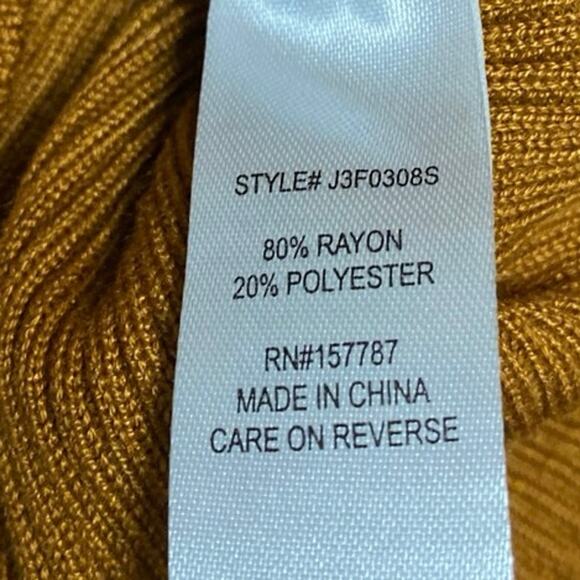 STYLE# J3F0308S
80% RAYON
20% POLYESTER
RN#157787
MADE IN CHINA
CARE ON REVERSE